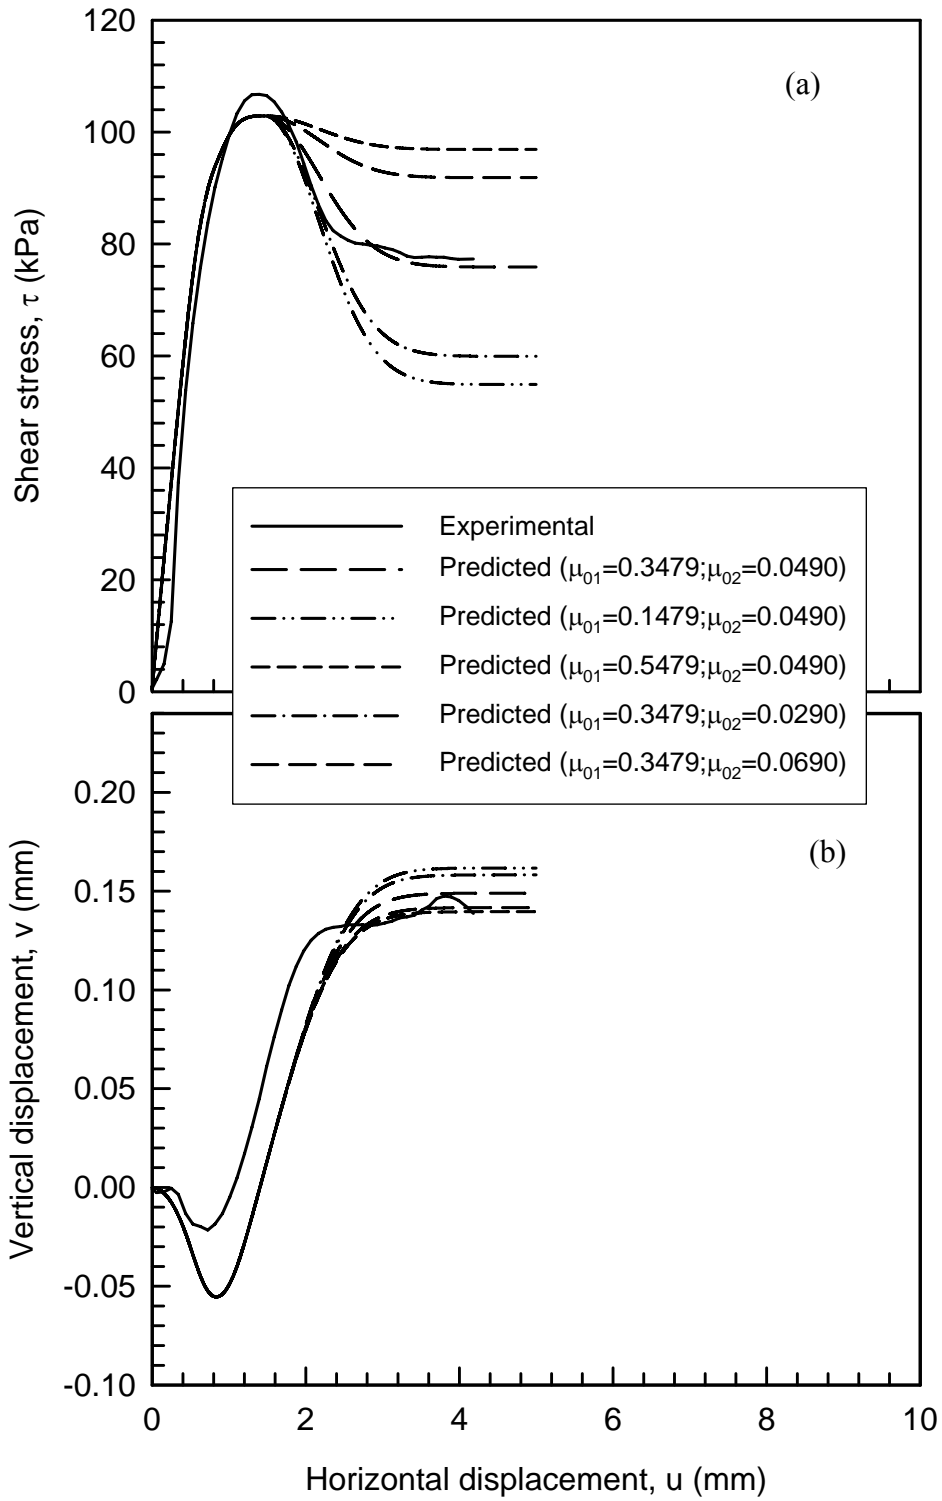 120
(a)
100
80
60
40
20
0
Shear stress, τ (kPa)
Experimental
Predicted (μ01=0.3479;μ02=0.0490)
Predicted (μ01=0.1479;μ02=0.0490)
Predicted (μ01=0.5479;μ02=0.0490)
Predicted (μ01=0.3479;μ02=0.0290)
Predicted (μ01=0.3479;μ02=0.0690)
0.20
(b)
0.15
0.10
0.05
0.00
-0.05
-0.10
Vertical displacement, v (mm)
0 2 4 6 8 10
Horizontal displacement, u (mm)